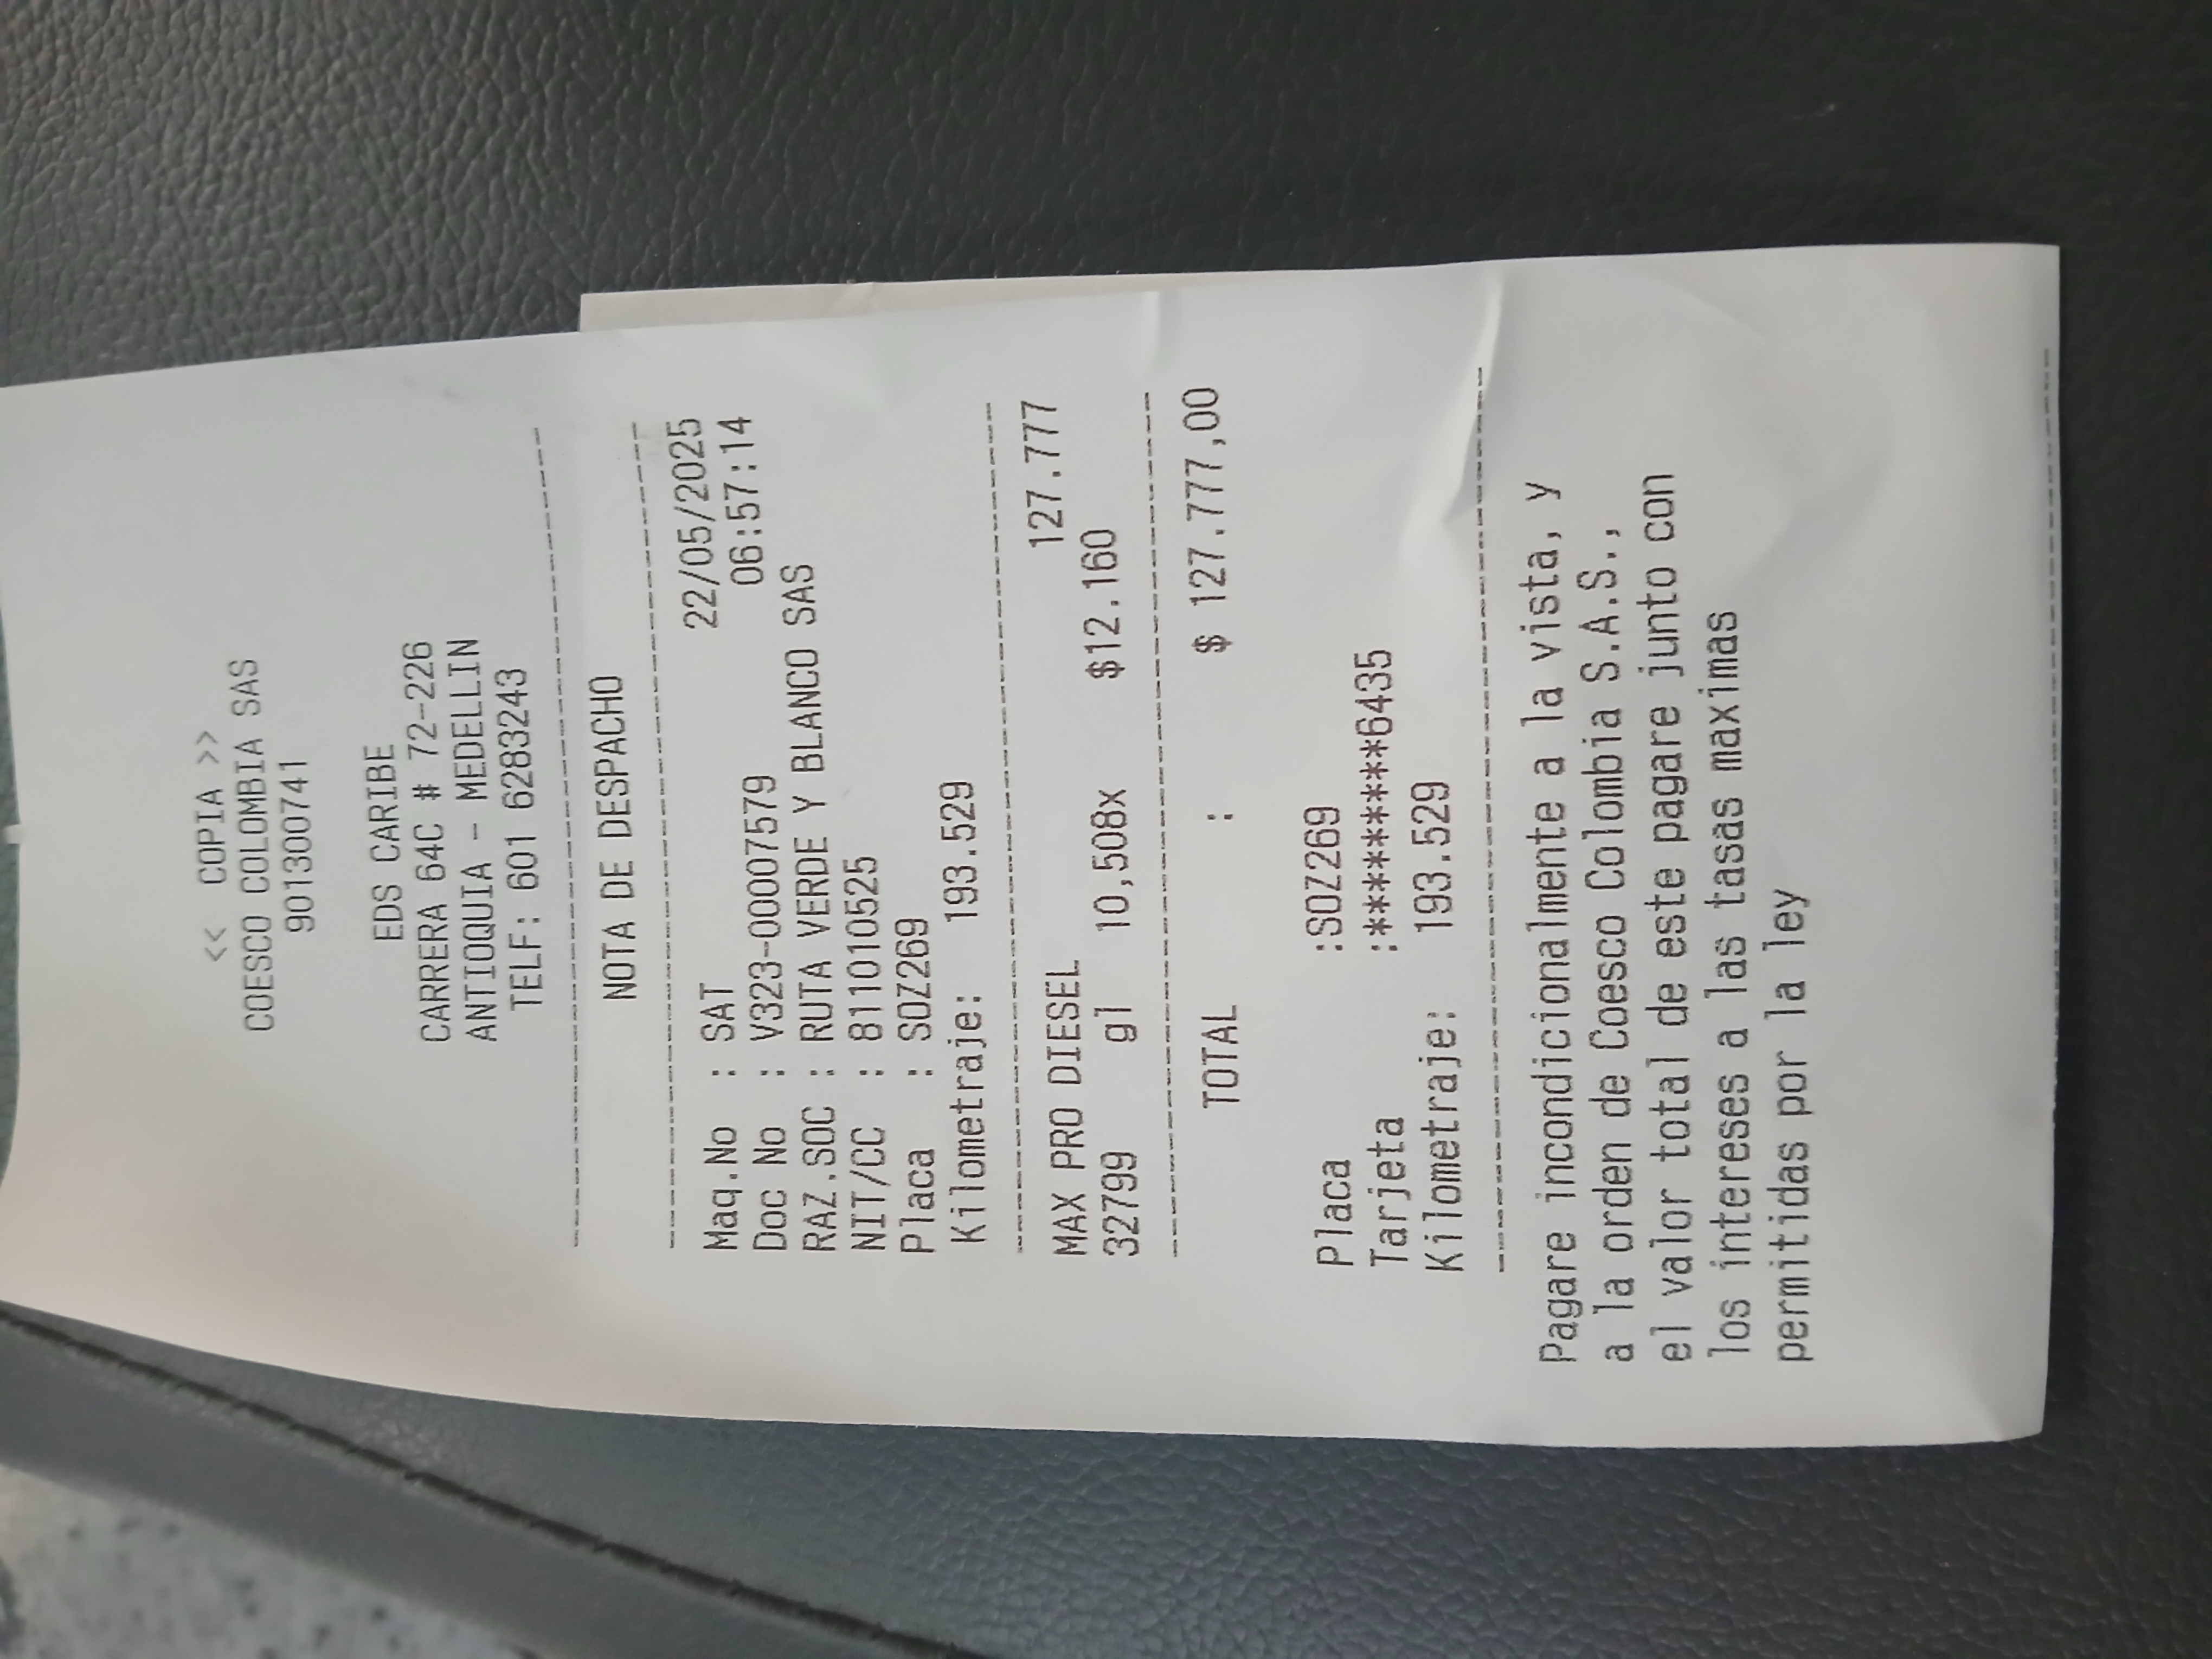 << COPIA >>
COESCO COLOMBIA SAS
901300741
EDS CARIBE
CARRERA 64C # 72-226
ANTIOQUIA - MEDELLIN
TELF: 601 6283243
NOTA DE DESPACHO
Maq.No : SAT 22/05/2025
Doc No : V323-00007579 06:57:14
RAZ.SOC : RUTA VERDE Y BLANCO SAS
NIT/CC : 811010525
Placa : SOZ269
Kilometraje: 193.529
MAX PRO DIESEL 127.777
32799 gl 10,508x $12.160
TOTAL : $ 127.777,00
Placa :SOZ269
Tarjeta :*********6435
Kilometraje: 193.529
Pagare incondicionalmente a la vista, y
a la orden de Coesco Colombia S.A.S.,
el valor total de este pagare junto con
los intereses a las tasas maximas
permitidas por la ley